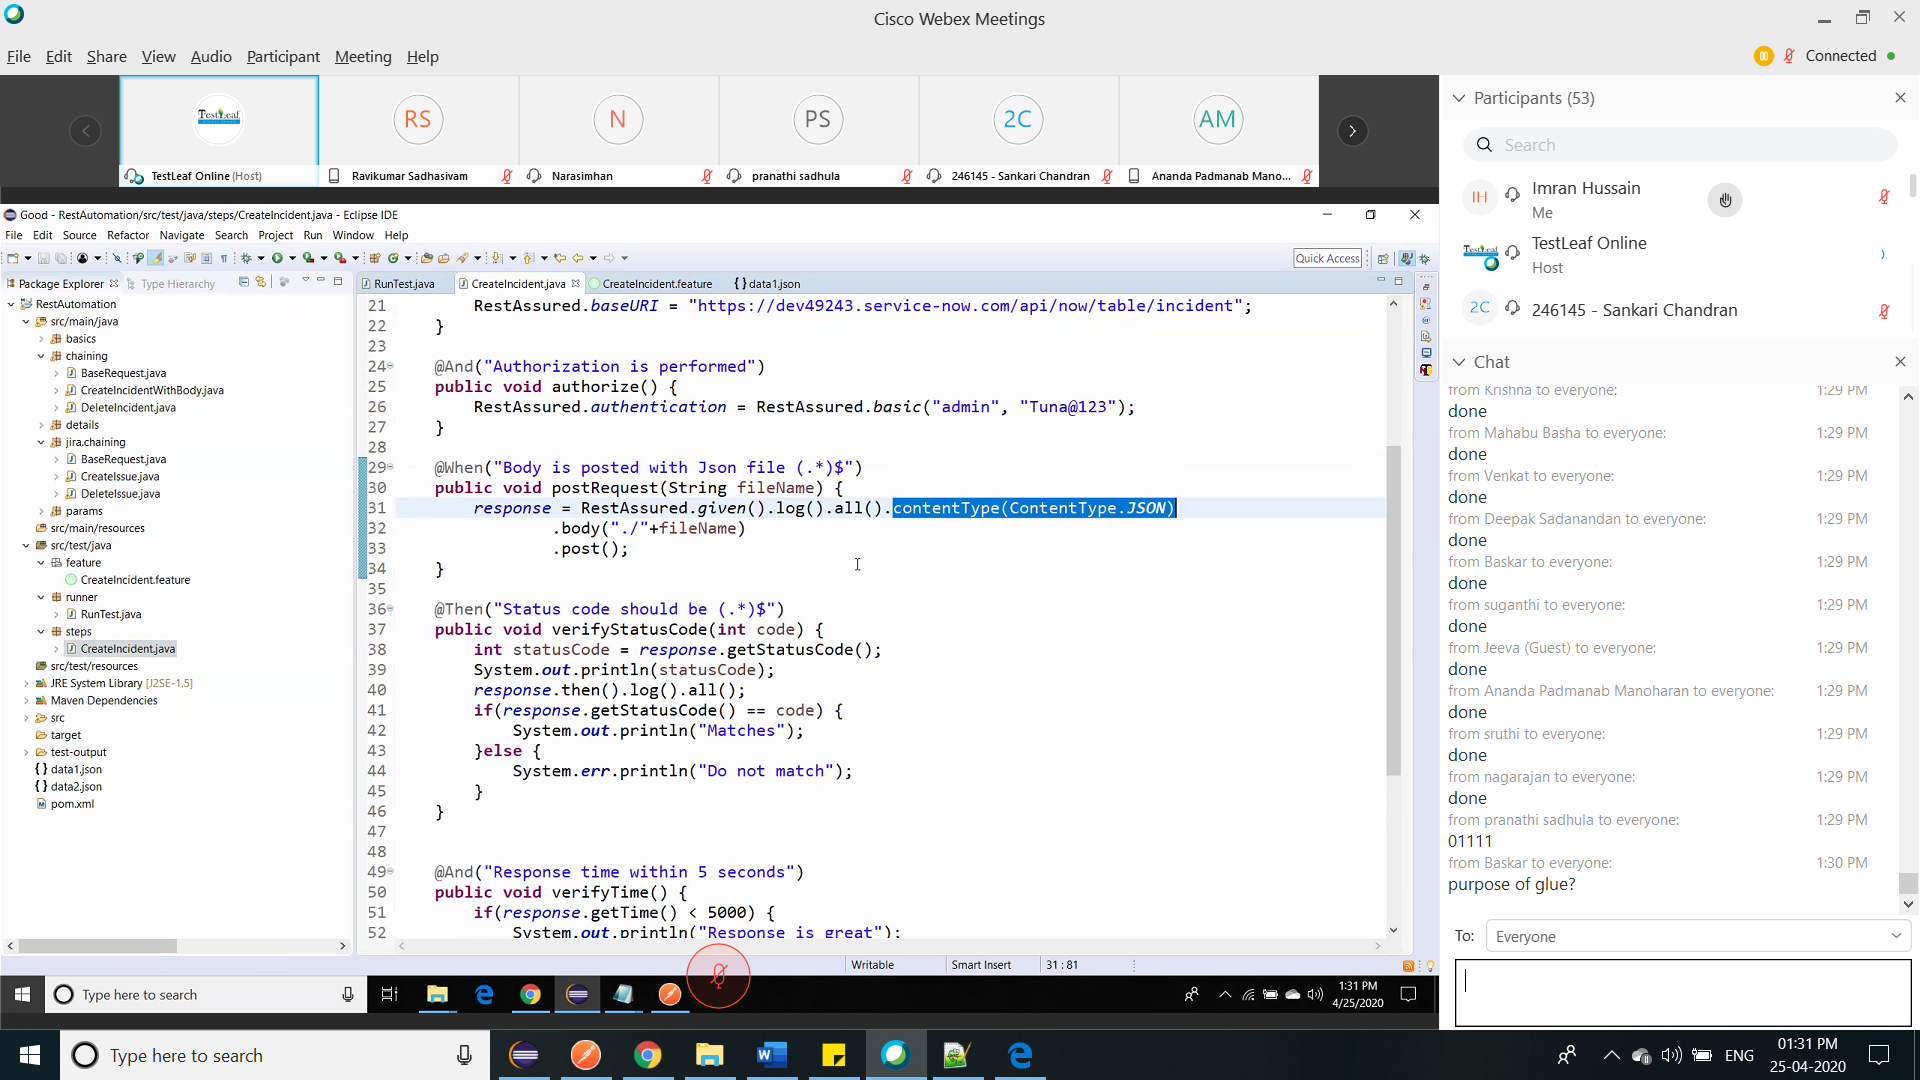 Cisco Webex Meetings
File Edit Share View Audio Participant Meeting Help
Connected
TestLeaf
RS
N
PS
2C
AM
TestLeaf Online (Host)
Ravikumar Sadhasivam
Narasimhan
pranathi sadhula
246145 - Sankari Chandran
Ananda Padmanab Mano...
Good - RestAutomation/src/test/java/steps/CreateIncident.java - Eclipse IDE
File Edit Source Refactor Navigate Search Project Run Window Help
Quick Access
Package Explorer
Type Hierarchy
RestAutomation
src/main/java
basics
chaining
BaseRequest.java
CreateIncidentWithBody.java
DeleteIncident.java
details
jira.chaining
BaseRequest.java
CreateIssue.java
DeleteIssue.java
params
src/main/resources
src/test/java
feature
CreateIncident.feature
runner
RunTest.java
steps
CreateIncident.java
src/test/resources
JRE System Library [J2SE-1.5]
Maven Dependencies
src
target
test-output
data1.json
data2.json
pom.xml
RunTest.java
CreateIncident.java
CreateIncident.feature
data1.json
21 RestAssured.baseURI = "https://dev49243.service-now.com/api/now/table/incident";
22 }
23
24 @And("Authorization is performed")
25 public void authorize() {
26 RestAssured.authentication = RestAssured.basic("admin", "Tuna@123");
27 }
28
29 @When("Body is posted with Json file (.*)$")
30 public void postRequest(String fileName) {
31 response = RestAssured.given().log().all().contentType(ContentType.JSON)
32 .body("./"+fileName)
33 .post();
34 }
35
36 @Then("Status code should be (.*)$")
37 public void verifyStatusCode(int code) {
38 int statusCode = response.getStatusCode();
39 System.out.println(statusCode);
40 response.then().log().all();
41 if(response.getStatusCode() == code) {
42 System.out.println("Matches");
43 }else {
44 System.err.println("Do not match");
45 }
46 }
47
48
49 @And("Response time within 5 seconds")
50 public void verifyTime() {
51 if(response.getTime() < 5000) {
52 System.out.println("Response is great");
Writable
Smart Insert
31 : 81
Type here to search
1:31 PM
4/25/2020
Participants (53)
Search
IH
Imran Hussain
Me
TestLeaf Online
Host
2C
246145 - Sankari Chandran
Chat
from Krishna to everyone: 1:29 PM
done
from Mahabu Basha to everyone: 1:29 PM
done
from Venkat to everyone: 1:29 PM
done
from Deepak Sadanandan to everyone: 1:29 PM
done
from Baskar to everyone: 1:29 PM
done
from suganthi to everyone: 1:29 PM
done
from Jeeva (Guest) to everyone: 1:29 PM
done
from Ananda Padmanab Manoharan to everyone: 1:29 PM
done
from sruthi to everyone: 1:29 PM
done
from nagarajan to everyone: 1:29 PM
done
from pranathi sadhula to everyone: 1:29 PM
01111
from Baskar to everyone: 1:30 PM
purpose of glue?
To: Everyone
Type here to search
ENG
01:31 PM
25-04-2020